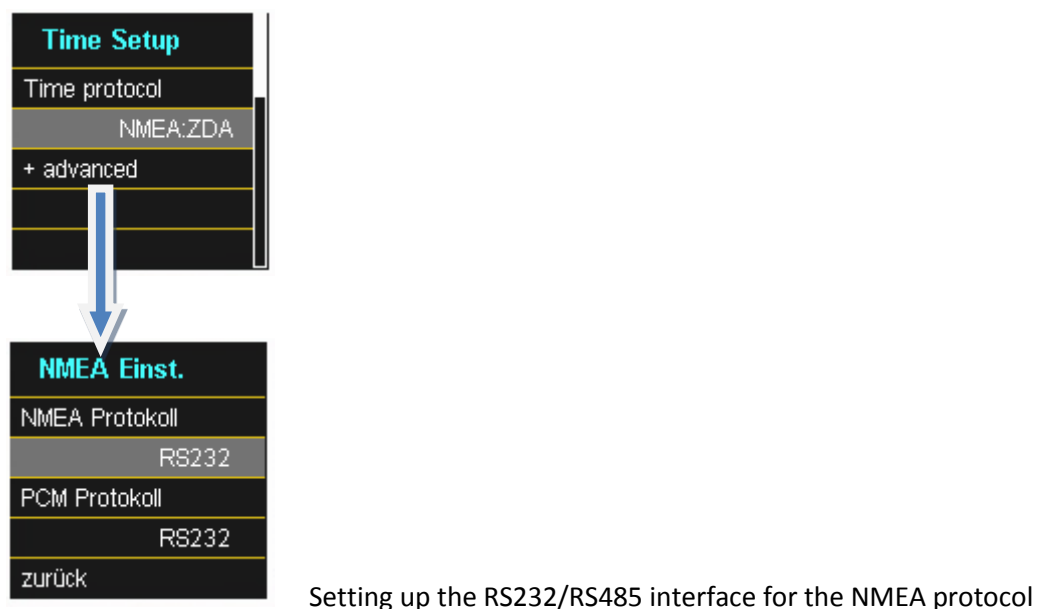 Time Setup
Time protocol
NMEA:ZDA
+ advanced
NMEA Einst.
NMEA Protokoll
RS232
PCM Protokoll
RS232
zurück
Setting up the RS232/RS485 interface for the NMEA protocol